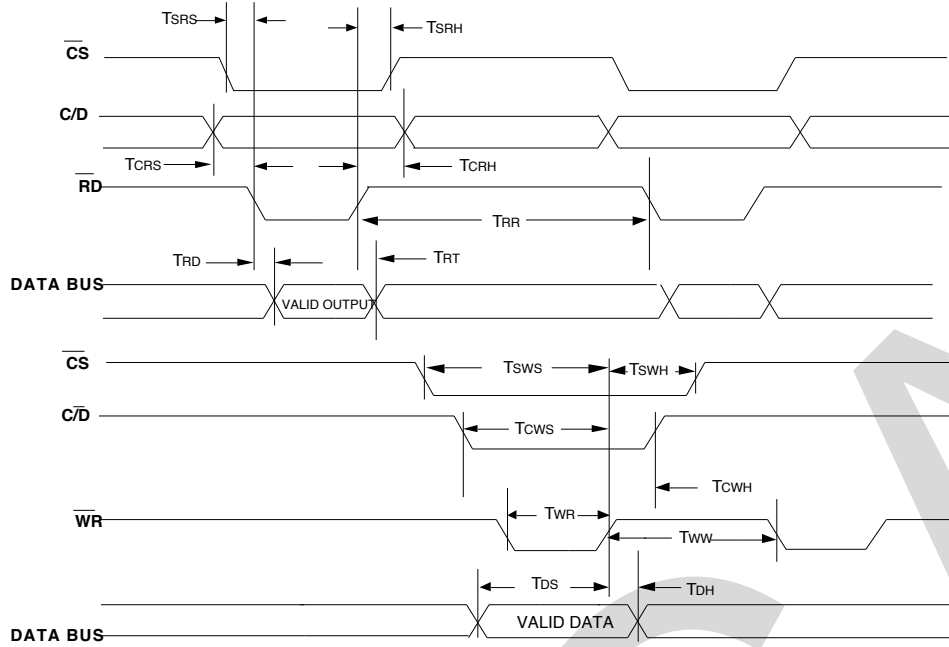 TSRS TSRH
CS
C/D
TCRS TCRH
RD
TRR
TRD TRT
DATA BUS VALID OUTPUT
CS TSWS TSWH
C/D TCWS
TCWH
WR TWR TWW
TDS TDH
DATA BUS VALID DATA